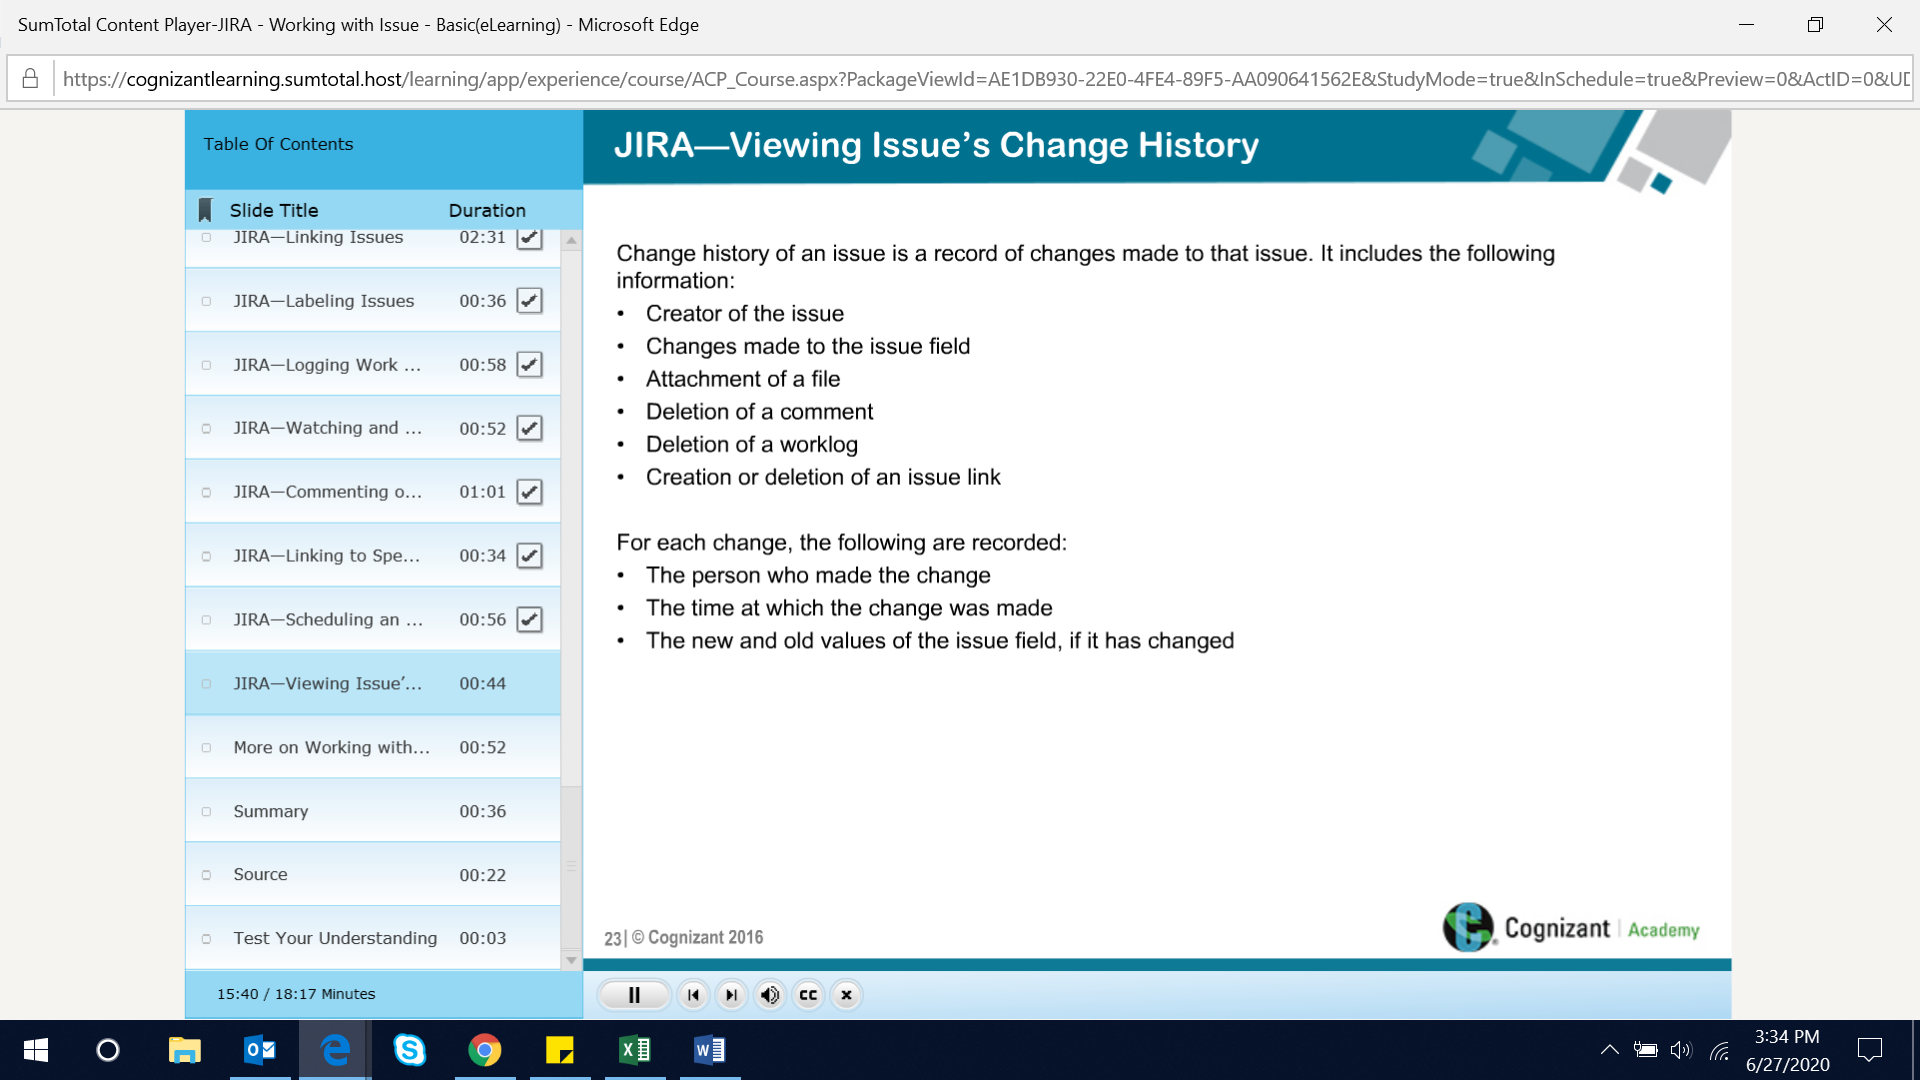 SumTotal Content Player-JIRA - Working with Issue - Basic(eLearning) - Microsoft Edge
https://cognizantlearning.sumtotal.host/learning/app/experience/course/ACP_Course.aspx?PackageViewId=AE1DB930-22E0-4FE4-89F5-AA090641562E&StudyMode=true&InSchedule=true&Preview=0&ActID=0&UD
Table Of Contents
Slide Title Duration
JIRA—Linking Issues 02:31
JIRA—Labeling Issues 00:36
JIRA—Logging Work ... 00:58
JIRA—Watching and ... 00:52
JIRA—Commenting o... 01:01
JIRA—Linking to Spe... 00:34
JIRA—Scheduling an ... 00:56
JIRA—Viewing Issue’... 00:44
More on Working with... 00:52
Summary 00:36
Source 00:22
Test Your Understanding 00:03
15:40 / 18:17 Minutes
JIRA—Viewing Issue’s Change History
Change history of an issue is a record of changes made to that issue. It includes the following
information:
• Creator of the issue
• Changes made to the issue field
• Attachment of a file
• Deletion of a comment
• Deletion of a worklog
• Creation or deletion of an issue link
For each change, the following are recorded:
• The person who made the change
• The time at which the change was made
• The new and old values of the issue field, if it has changed
23| © Cognizant 2016
Cognizant | Academy
CC
3:34 PM
6/27/2020